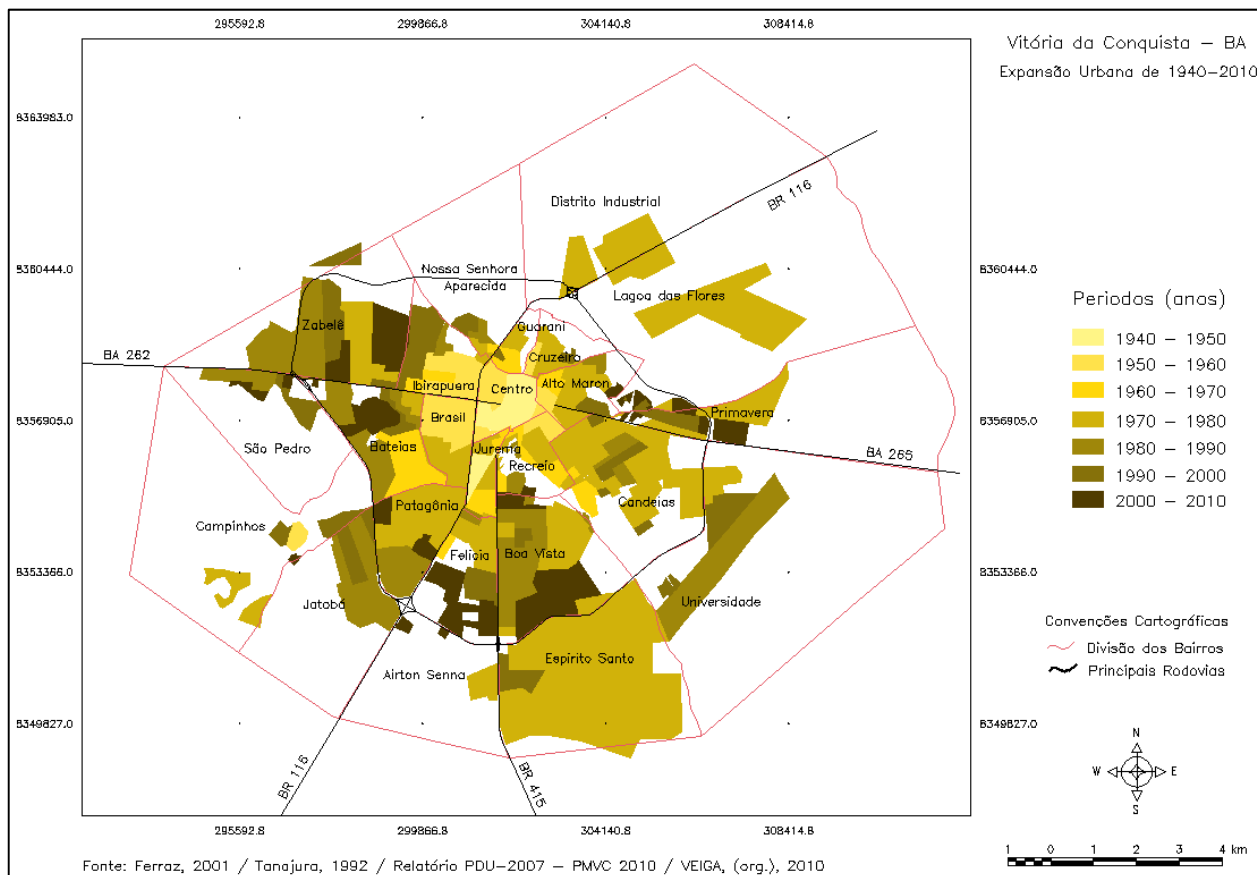 295592.8 299866.8 304140.8 308414.8
Vitória da Conquista – BA
Expansão Urbana de 1940–2010
8363983.0
BR 116
Distrito Industrial
8360444.0
Nossa Senhora
Aparecida
8360444.0
Lagoa das Flores
Zabelê
Guarani
Cruzeiro
BA 262
Ibirapuera
Centro
Alto Maron
Brasil
Primavera
8356905.0
8356905.0
São Pedro
Bateias
Jurema
Recreio
BA 265
Patagônia
Candeias
Campinhos
Felicia
Boa Vista
8353366.0
8353366.0
Jatobá
Universidade
Airton Senna
Espirito Santo
8349827.0
8349827.0
BR 116
BR 415
295592.8 299866.8 304140.8 308414.8
Periodos (anos)
1940 – 1950
1950 – 1960
1960 – 1970
1970 – 1980
1980 – 1990
1990 – 2000
2000 – 2010
Convenções Cartográficas
Divisão dos Bairros
Principais Rodovias
N
W E
S
1 0 1 2 3 4 km
Fonte: Ferraz, 2001 / Tanajura, 1992 / Relatório PDU–2007 – PMVC 2010 / VEIGA, (org.), 2010